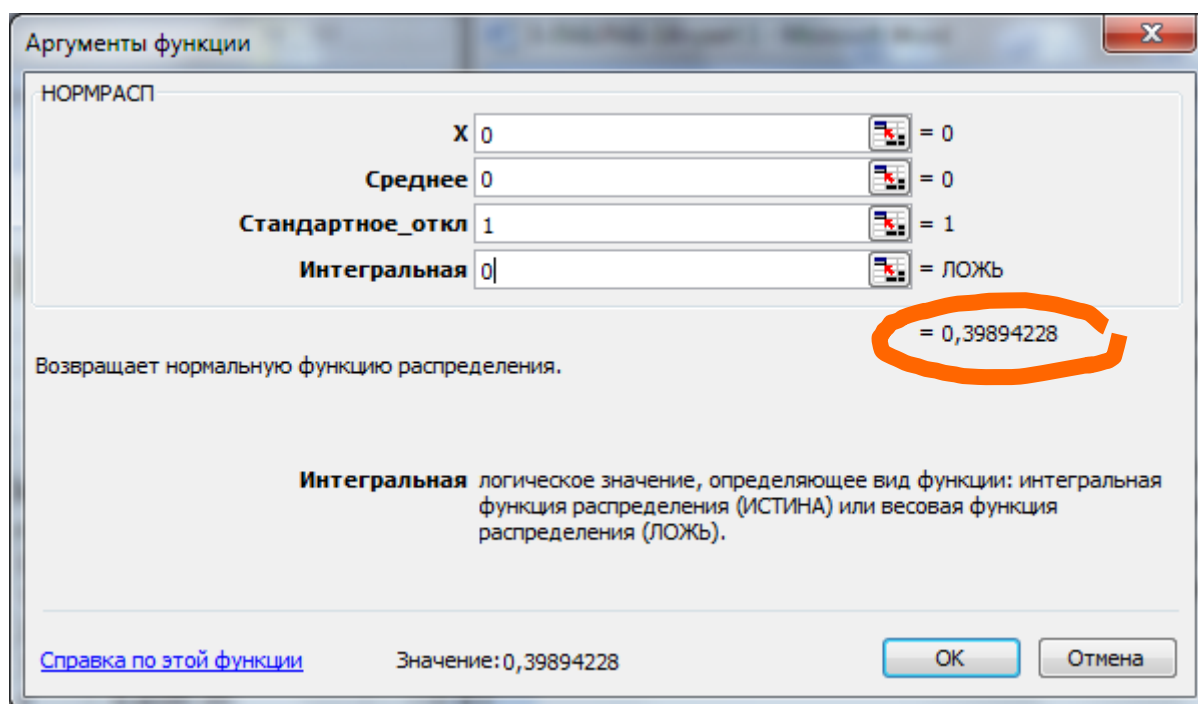 Аргументы функции
НОРМРАСП
X 0 = 0
Среднее 0 = 0
Стандартное_откл 1 = 1
Интегральная 0 = ЛОЖЬ
= 0,39894228
Возвращает нормальную функцию распределения.
Интегральная логическое значение, определяющее вид функции: интегральная
функция распределения (ИСТИНА) или весовая функция
распределения (ЛОЖЬ).
Справка по этой функции Значение: 0,39894228 ОК Отмена